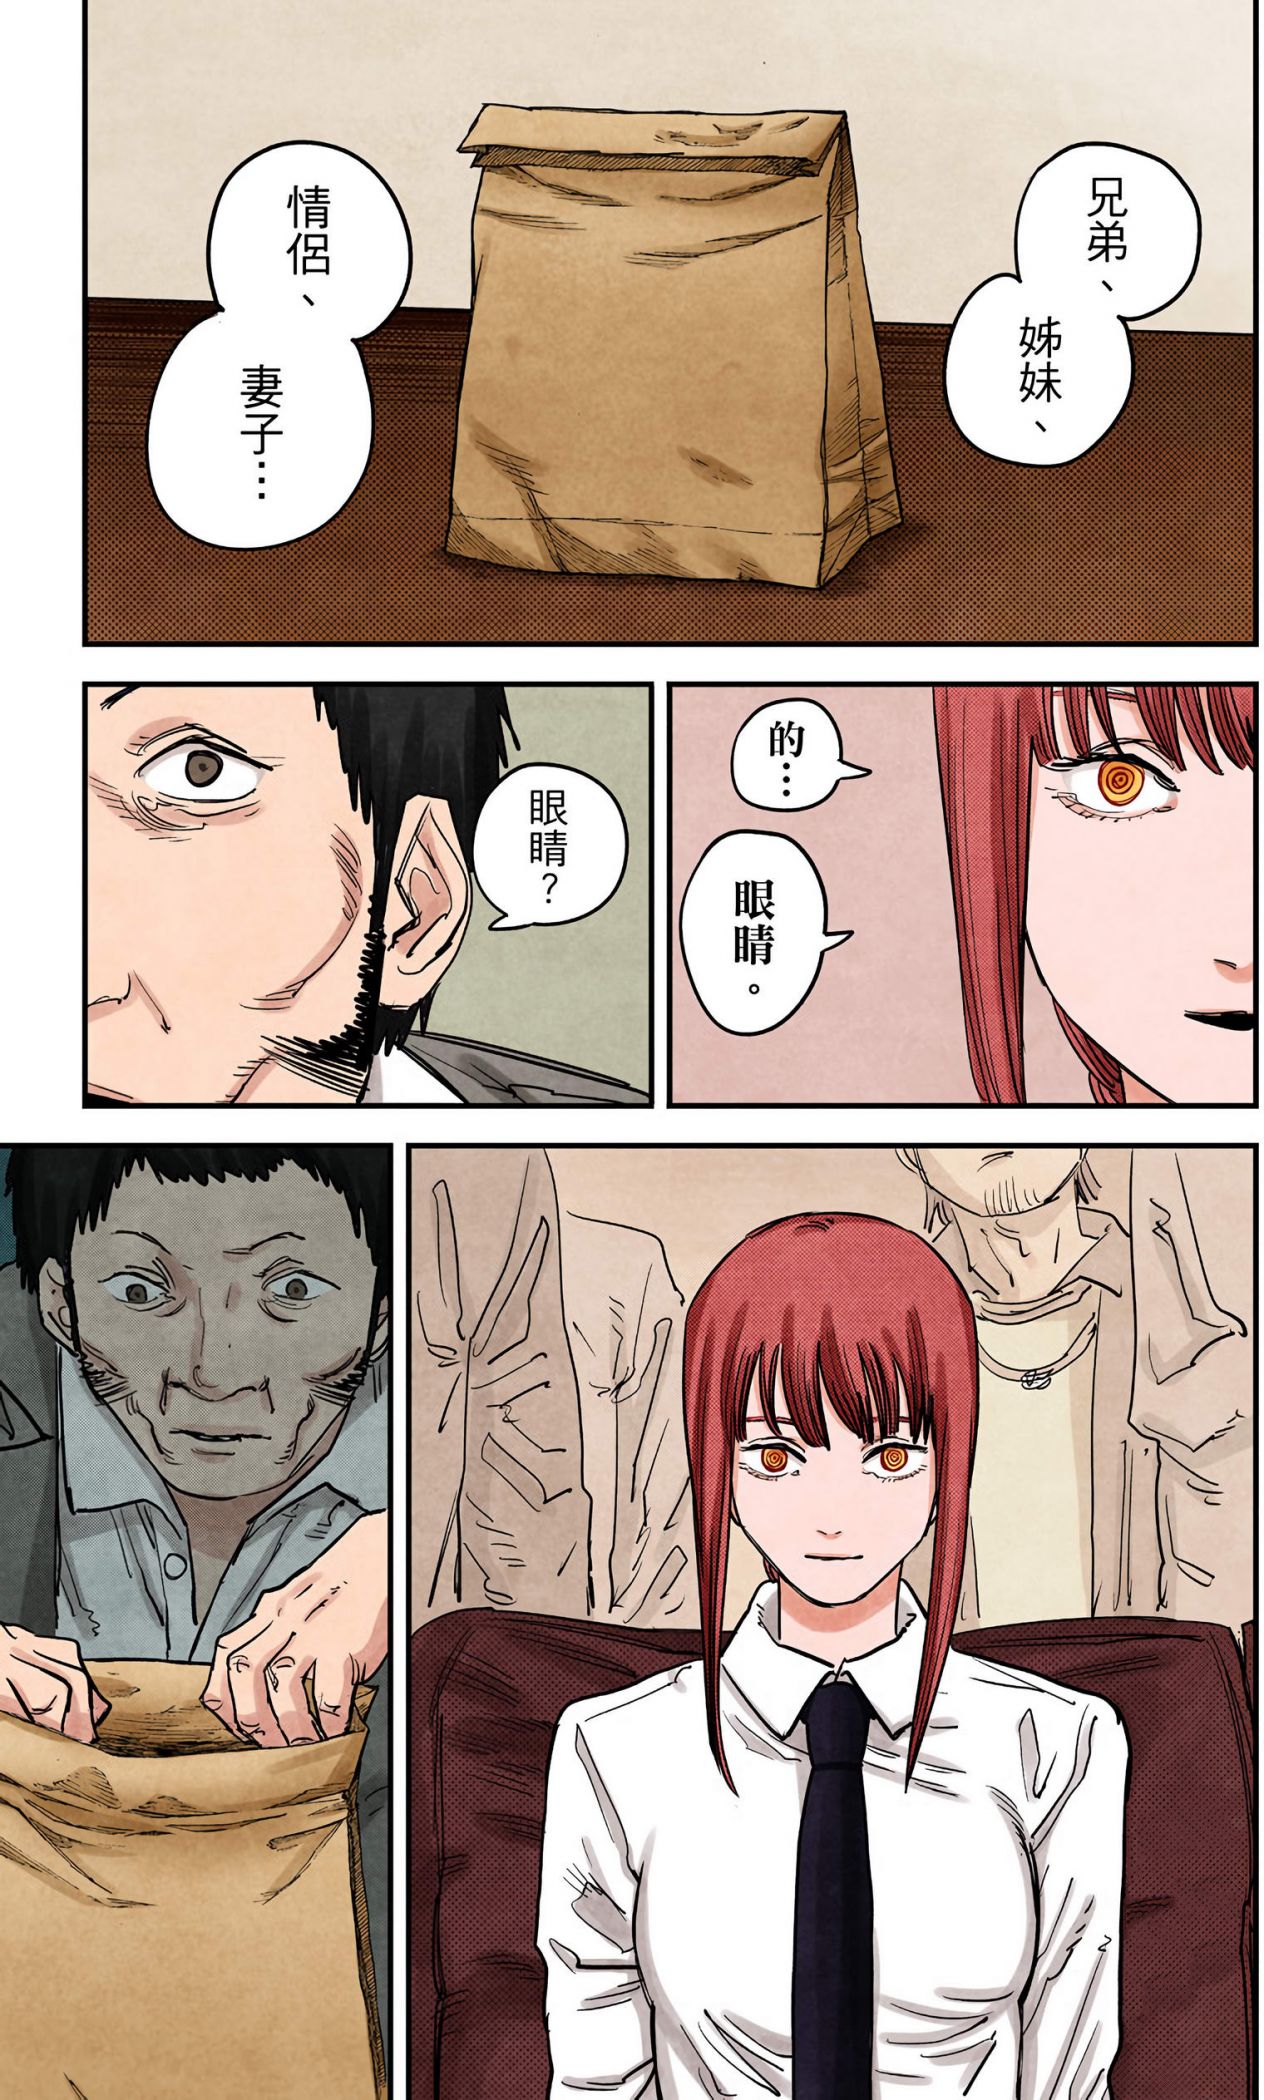 兄弟、
姊妹、
情侶、
妻子…
的…
眼睛。
眼睛？